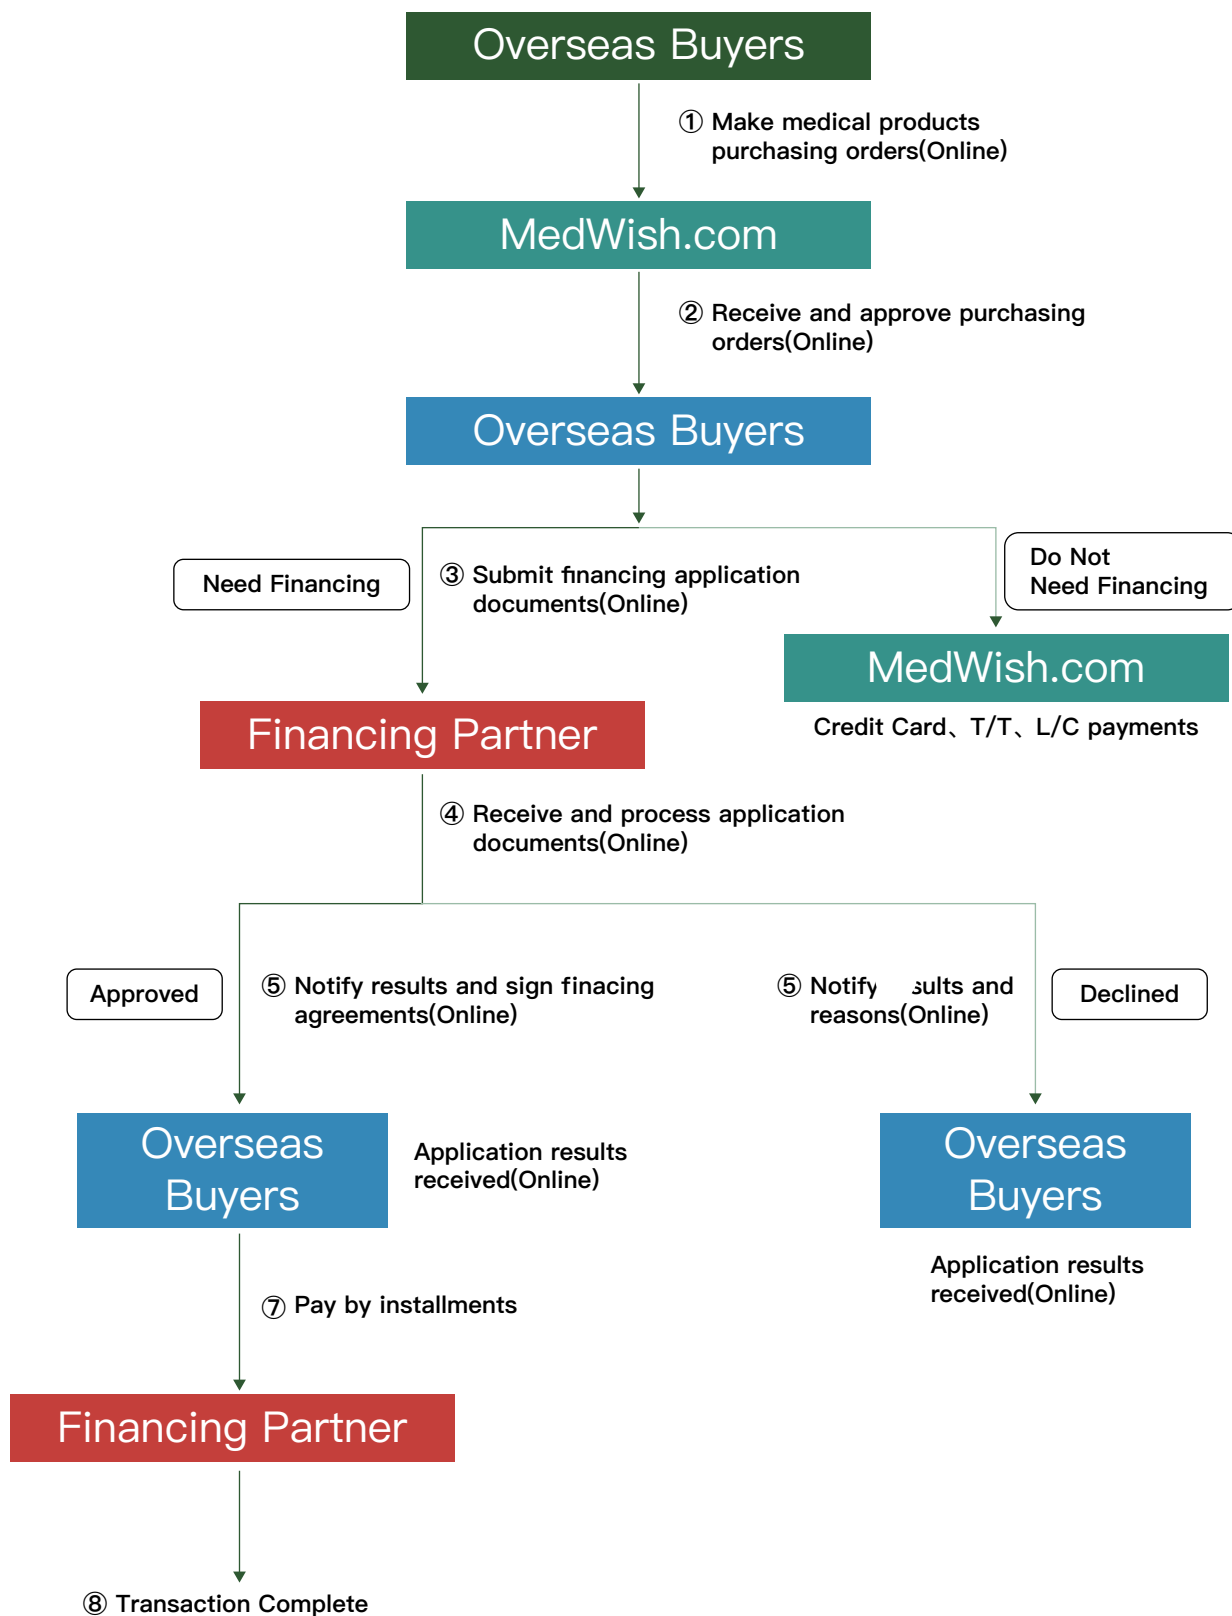 Overseas Buyers
① Make medical products
purchasing orders(Online)
MedWish.com
② Receive and approve purchasing
orders(Online)
Overseas Buyers
Need Financing
③ Submit financing application
documents(Online)
Do Not
Need Financing
MedWish.com
Credit Card、T/T、L/C payments
Financing Partner
④ Receive and process application
documents(Online)
Approved
⑤ Notify results and sign finacing
agreements(Online)
⑤ Notify sults and
reasons(Online)
Declined
Overseas
Buyers
Application results
received(Online)
Overseas
Buyers
Application results
received(Online)
⑦ Pay by installments
Financing Partner
⑧ Transaction Complete